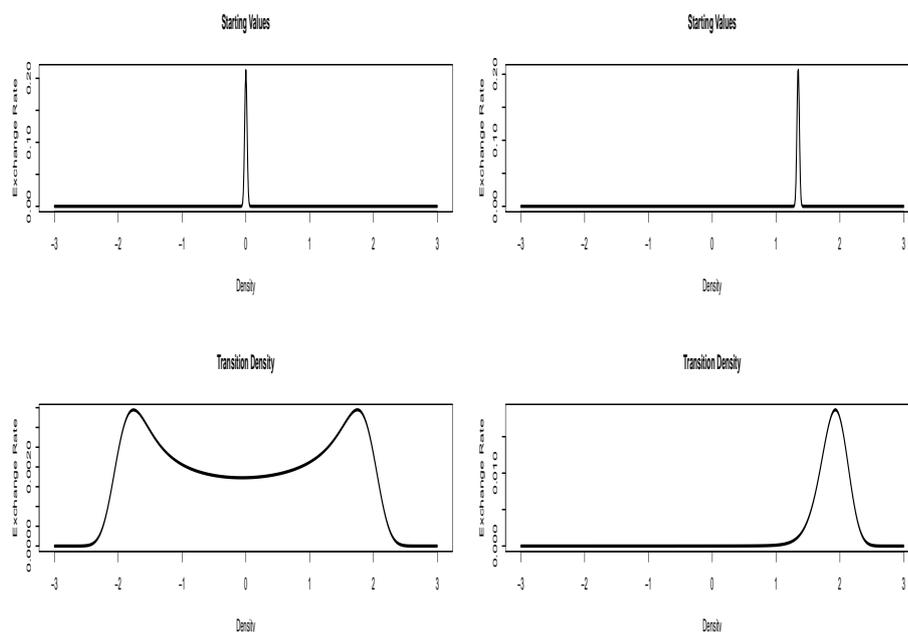 Starting Values
Exchange Rate
0.00 0.10 0.20
−3 −2 −1 0 1 2 3
Density
Starting Values
Exchange Rate
0.00 0.10 0.20
−3 −2 −1 0 1 2 3
Density
Transition Density
Exchange Rate
0.0000 0.0020
−3 −2 −1 0 1 2 3
Density
Transition Density
Exchange Rate
0.000 0.010
−3 −2 −1 0 1 2 3
Density